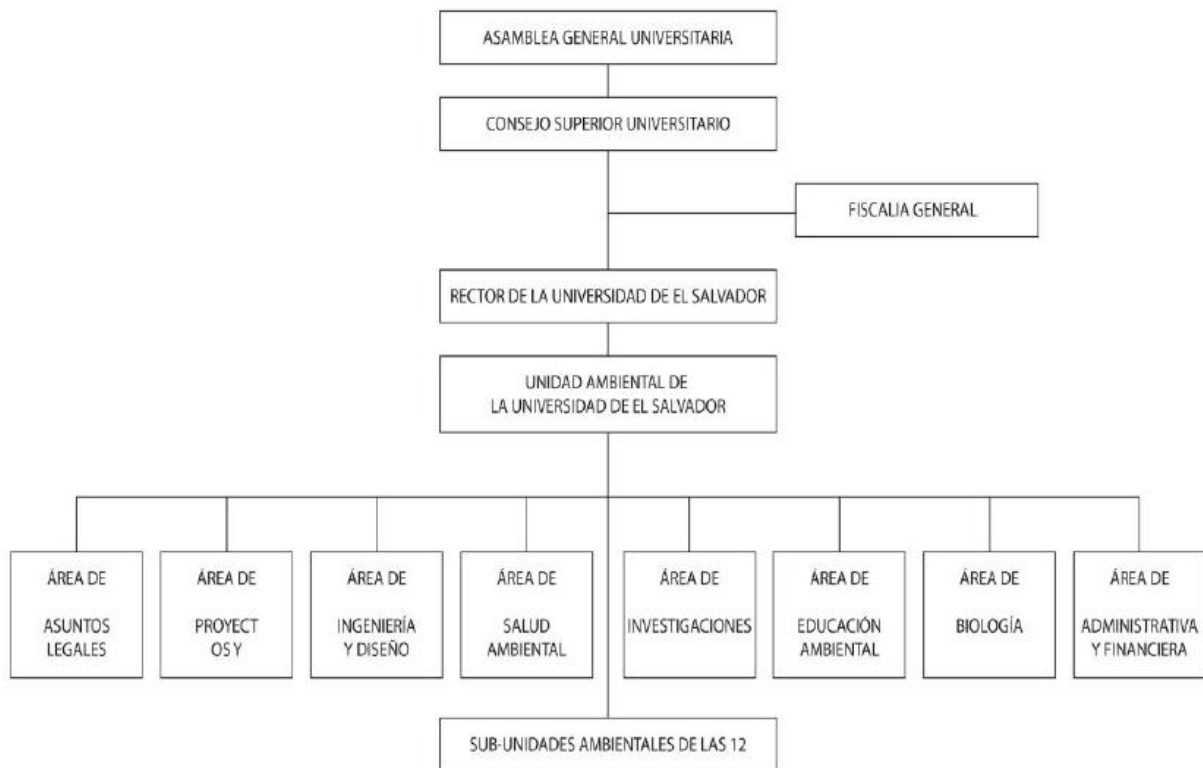 ASAMBLEA GENERAL UNIVERSITARIA
CONSEJO SUPERIOR UNIVERSITARIO
FISCALIA GENERAL
RECTOR DE LA UNIVERSIDAD DE EL SALVADOR
UNIDAD AMBIENTAL DE
LA UNIVERSIDAD DE EL SALVADOR
ÁREA DE
ASUNTOS
LEGALES
ÁREA DE
PROYECT
OS Y
ÁREA DE
INGENIERÍA
Y DISEÑO
ÁREA DE
SALUD
AMBIENTAL
ÁREA DE
INVESTIGACIONES
ÁREA DE
EDUCACIÓN
AMBIENTAL
ÁREA DE
BIOLOGÍA
ÁREA DE
ADMINISTRATIVA
Y FINANCIERA
SUB-UNIDADES AMBIENTALES DE LAS 12